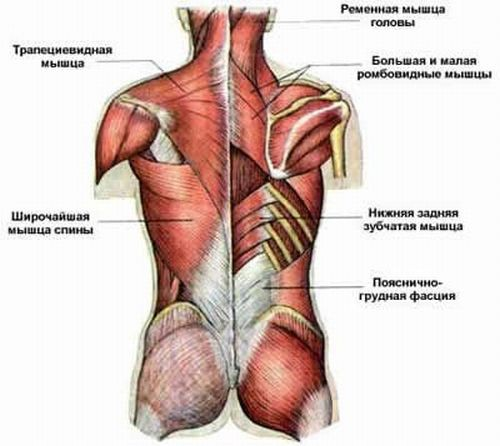 Ременная мышца
головы
Трапециевидная
мышца
Большая и малая
ромбовидные мышцы
Широчайшая
мышца спины
Нижняя задняя
зубчатая мышца
Пояснично-
грудная фасция